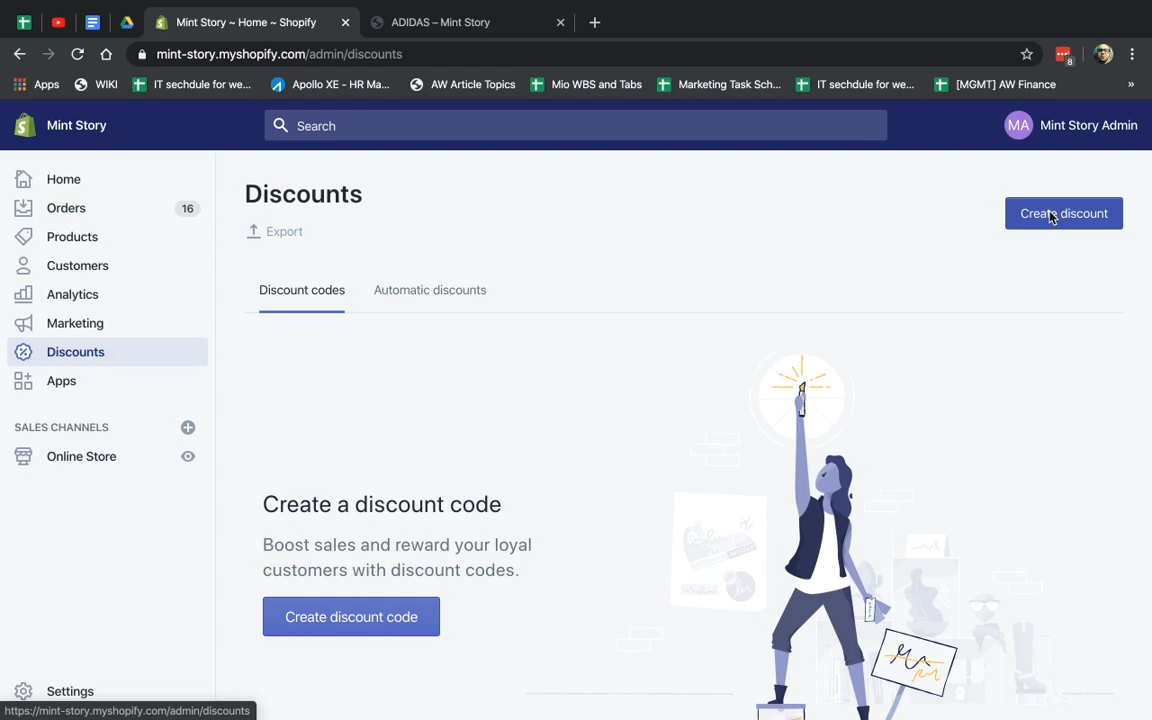 Mint Story ~ Home ~ Shopify
ADIDAS – Mint Story
mint-story.myshopify.com/admin/discounts
8
Apps
WIKI
IT sechdule for we...
Apollo XE - HR Ma...
AW Article Topics
Mio WBS and Tabs
Marketing Task Sch...
IT sechdule for we...
[MGMT] AW Finance
»
Mint Story
Search
MA
Mint Story Admin
Home
Orders
16
Products
Customers
Analytics
Marketing
Discounts
Apps
SALES CHANNELS
Online Store
Settings
Discounts
Export
Create discount
Discount codes
Automatic discounts
Create a discount code
Boost sales and reward your loyal
customers with discount codes.
Create discount code
https://mint-story.myshopify.com/admin/discounts